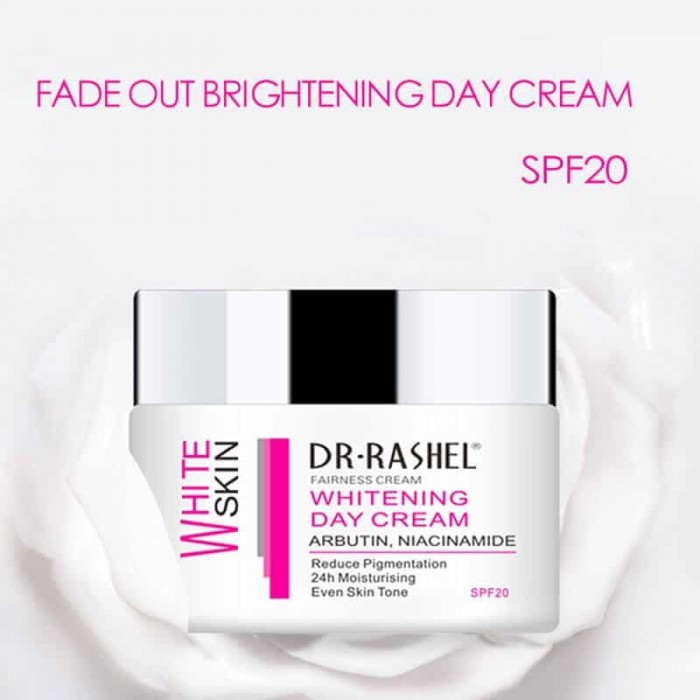 FADE OUT BRIGHTENING DAY CREAM
SPF20
WHITE
SKIN
DR·RASHEL®
FAIRNESS CREAM
WHITENING
DAY CREAM
ARBUTIN, NIACINAMIDE
Reduce Pigmentation
24h Moisturising
Even Skin Tone
SPF20